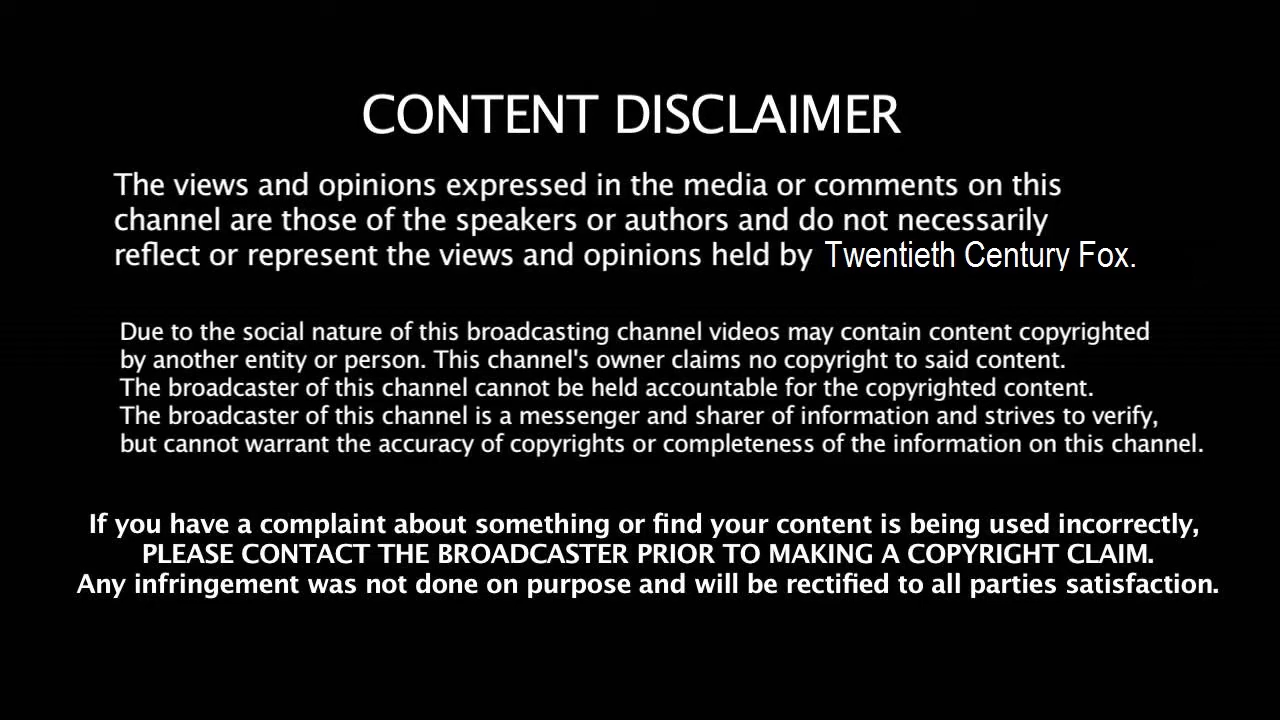 CONTENT DISCLAIMER
The views and opinions expressed in the media or comments on this
channel are those of the speakers or authors and do not necessarily
reflect or represent the views and opinions held by Twentieth Century Fox.
Due to the social nature of this broadcasting channel videos may contain content copyrighted
by another entity or person. This channel's owner claims no copyright to said content.
The broadcaster of this channel cannot be held accountable for the copyrighted content.
The broadcaster of this channel is a messenger and sharer of information and strives to verify,
but cannot warrant the accuracy of copyrights or completeness of the information on this channel.
If you have a complaint about something or find your content is being used incorrectly,
PLEASE CONTACT THE BROADCASTER PRIOR TO MAKING A COPYRIGHT CLAIM.
Any infringement was not done on purpose and will be rectified to all parties satisfaction.